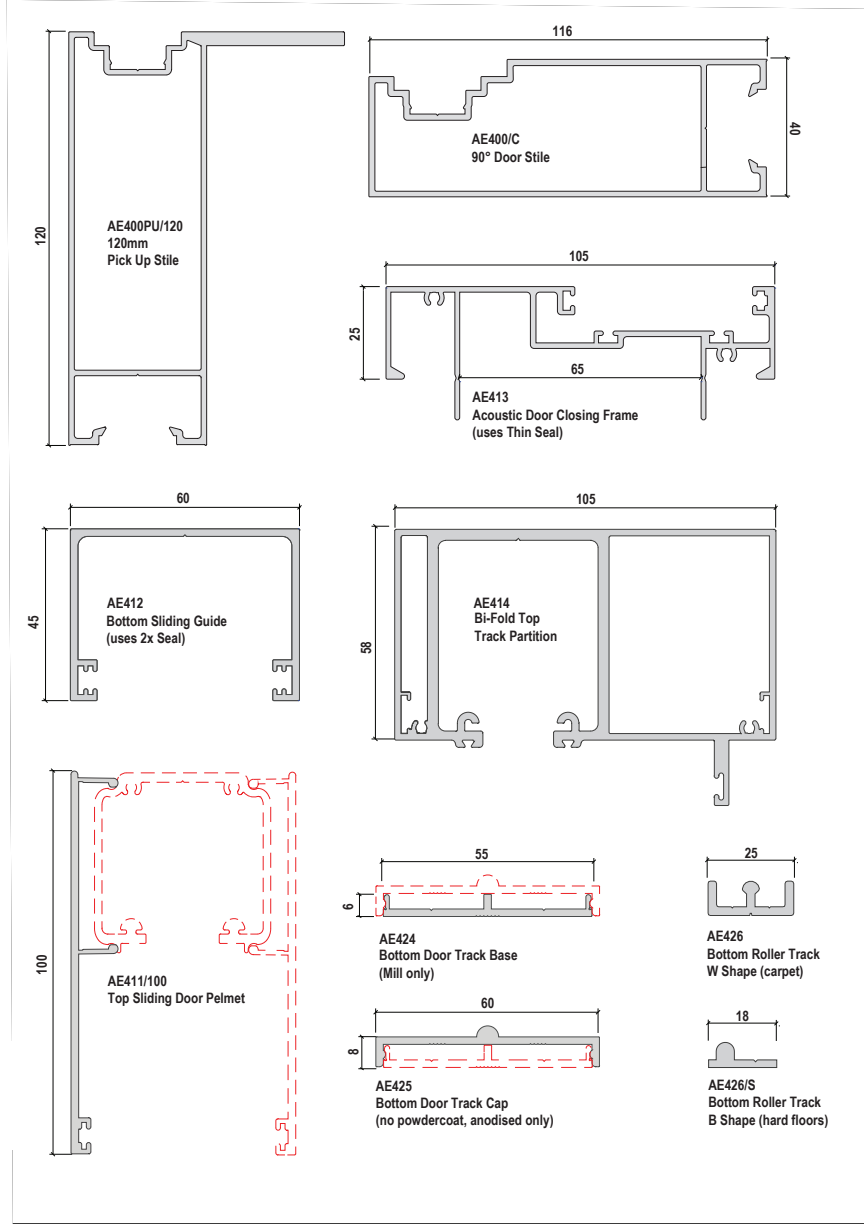 120
AE400PU/120
120mm
Pick Up Stile
116
40
AE400/C
90° Door Stile
105
25
65
AE413
Acoustic Door Closing Frame
(uses Thin Seal)
60
45
AE412
Bottom Sliding Guide
(uses 2x Seal)
105
58
AE414
Bi-Fold Top
Track Partition
100
AE411/100
Top Sliding Door Pelmet
55
6
AE424
Bottom Door Track Base
(Mill only)
25
AE426
Bottom Roller Track
W Shape (carpet)
60
8
AE425
Bottom Door Track Cap
(no powdercoat, anodised only)
18
AE426/S
Bottom Roller Track
B Shape (hard floors)